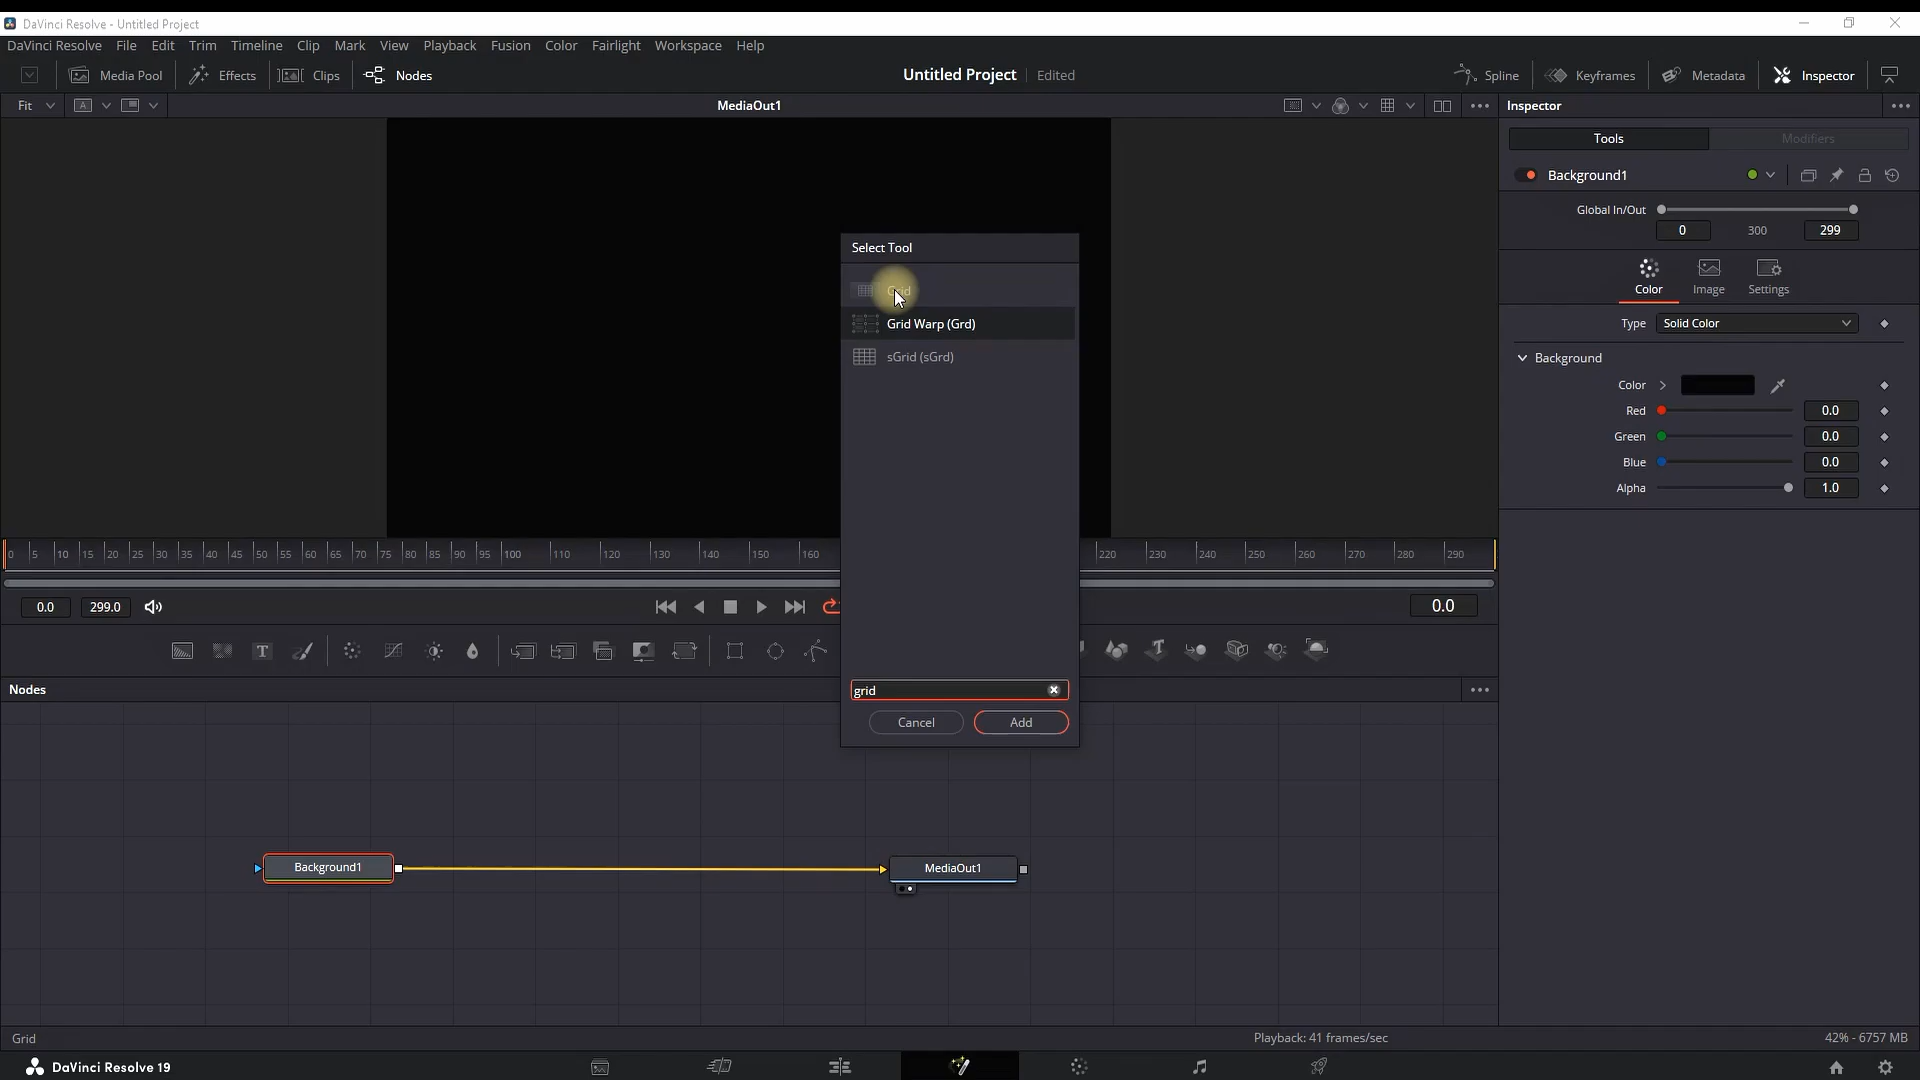 DaVinci Resolve - Untitled Project
DaVinci Resolve File Edit Trim Timeline Clip Mark View Playback Fusion Color Fairlight Workspace Help
Media Pool Effects Clips Nodes Untitled Project Edited Spline Keyframes Metadata Inspector
Fit A MediaOut1 Inspector
Tools Modifiers
Background1
Global In/Out
0 300 299
Color Image Settings
Type Solid Color
Background
Color
Red 0.0
Green 0.0
Blue 0.0
Alpha 1.0
Select Tool
Grid
Grid Warp (Grd)
sGrid (sGrd)
grid
Cancel Add
0 5 10 15 20 25 30 35 40 45 50 55 60 65 70 75 80 85 90 95 100 110 120 130 140 150 160 220 230 240 250 260 270 280 290
0.0 299.0 0.0
T
Nodes
Background1 MediaOut1
Grid Playback: 41 frames/sec 42% - 6757 MB
DaVinci Resolve 19